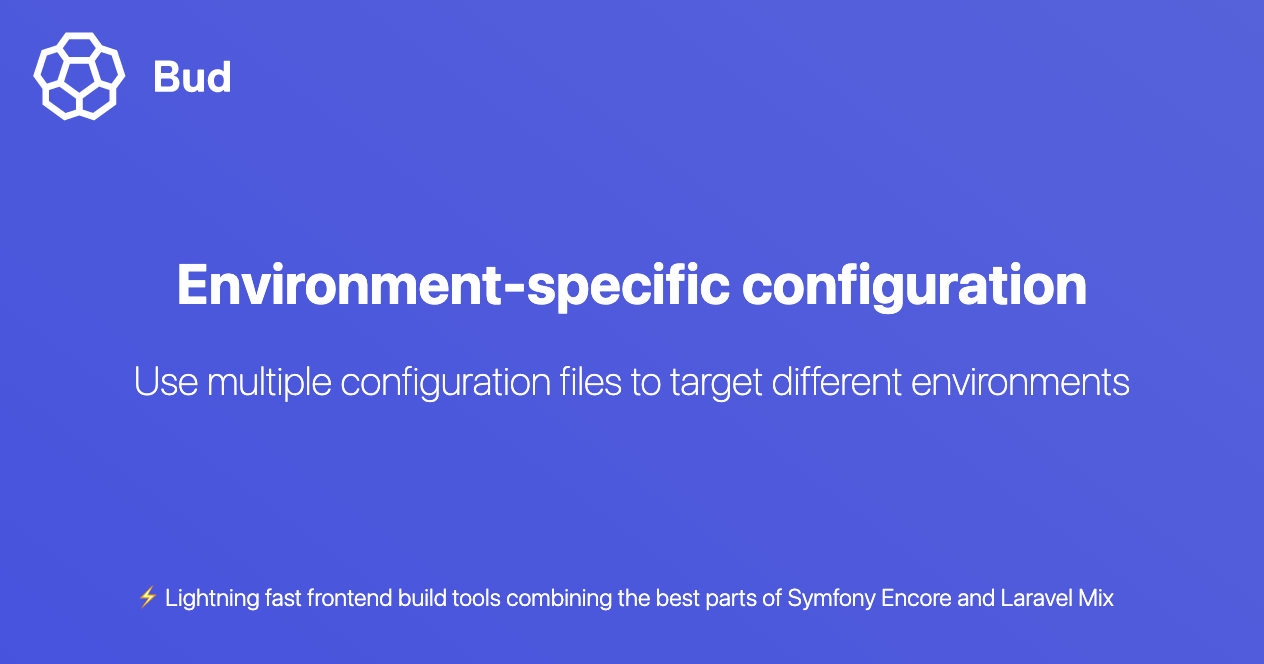 Bud
Environment-specific configuration
Use multiple configuration files to target different environments
⚡ Lightning fast frontend build tools combining the best parts of Symfony Encore and Laravel Mix